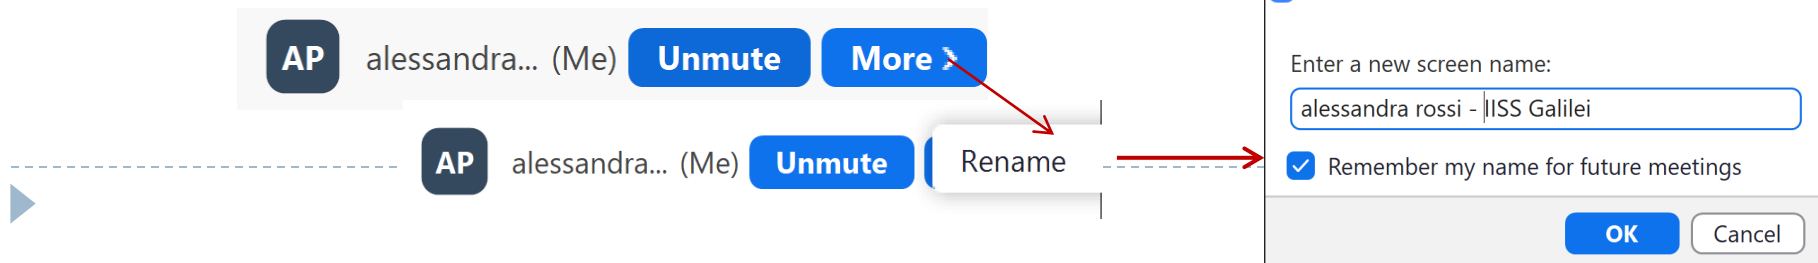 AP alessandra... (Me) Unmute More
AP alessandra... (Me) Unmute Rename
Enter a new screen name:
alessandra rossi - IISS Galilei
Remember my name for future meetings
OK Cancel